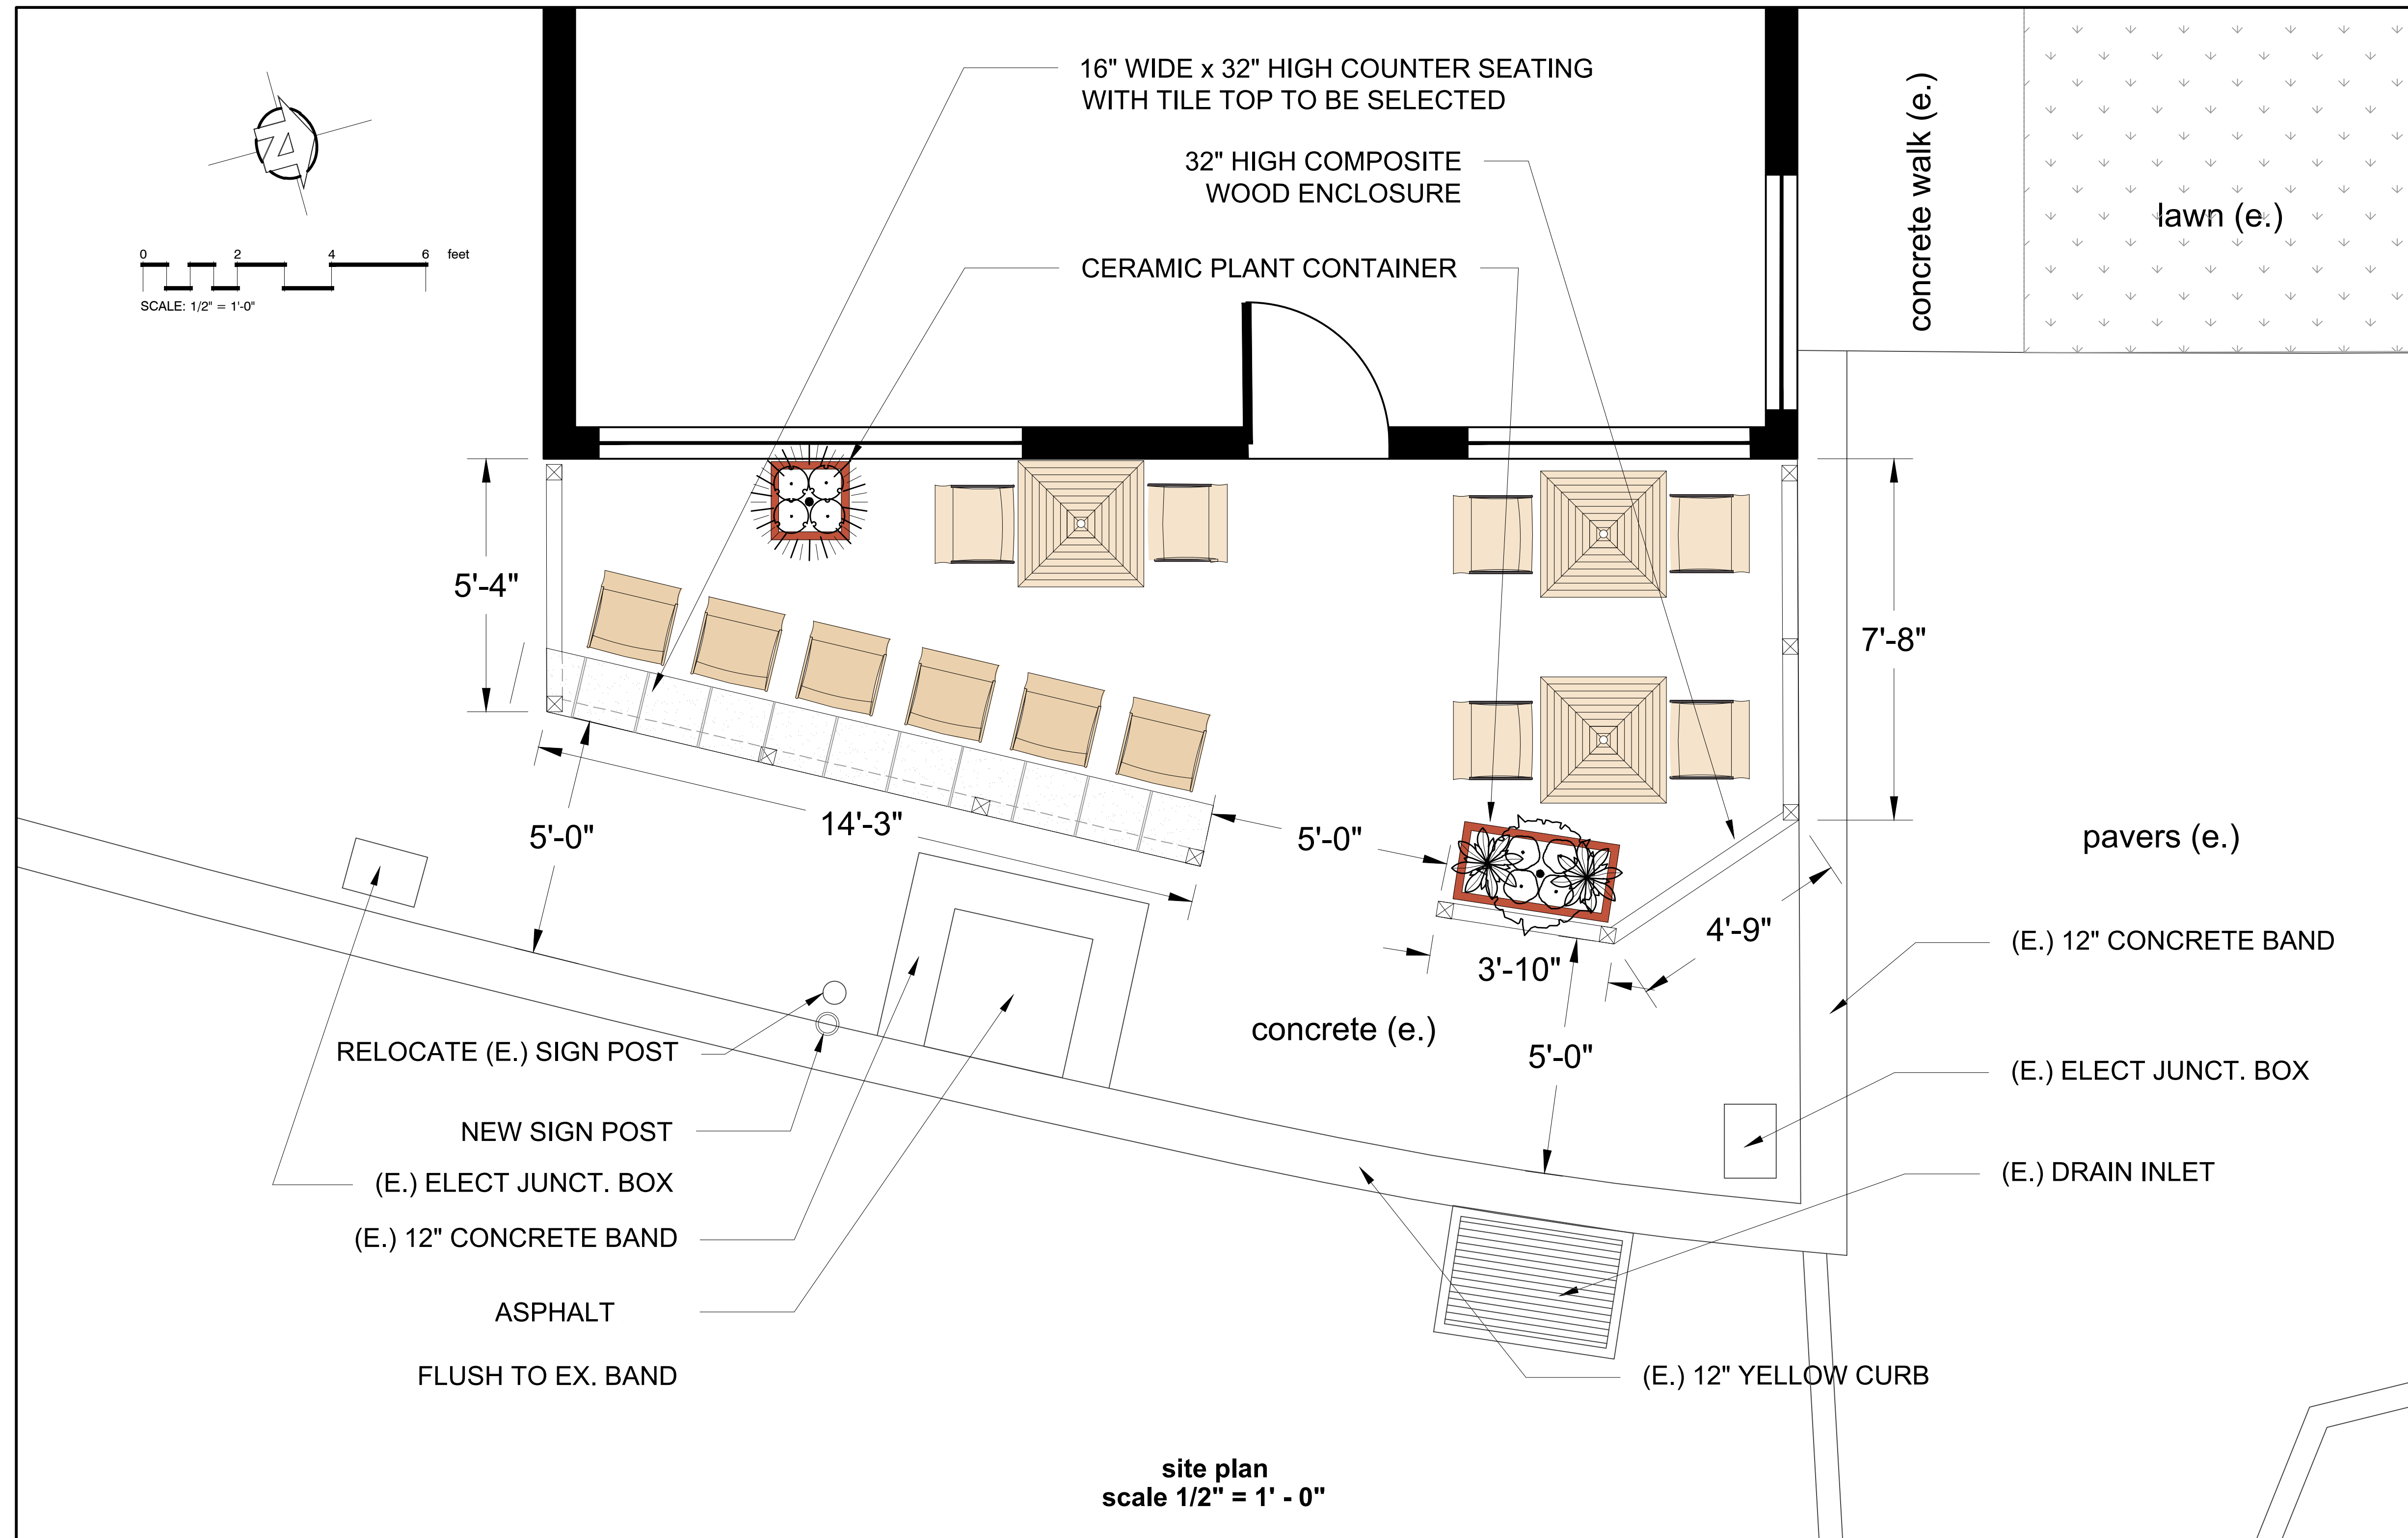 16" WIDE x 32" HIGH COUNTER SEATING
WITH TILE TOP TO BE SELECTED
32" HIGH COMPOSITE
WOOD ENCLOSURE
CERAMIC PLANT CONTAINER
concrete walk (e.)
lawn (e.)
N
0 2 4 6 feet
SCALE: 1/2" = 1'-0"
5'-4"
7'-8"
5'-0"
14'-3"
5'-0"
pavers (e.)
4'-9"
3'-10"
(E.) 12" CONCRETE BAND
concrete (e.)
5'-0"
RELOCATE (E.) SIGN POST
(E.) ELECT JUNCT. BOX
NEW SIGN POST
(E.) ELECT JUNCT. BOX
(E.) DRAIN INLET
(E.) 12" CONCRETE BAND
ASPHALT
FLUSH TO EX. BAND
(E.) 12" YELLOW CURB
site plan
scale 1/2" = 1' - 0"